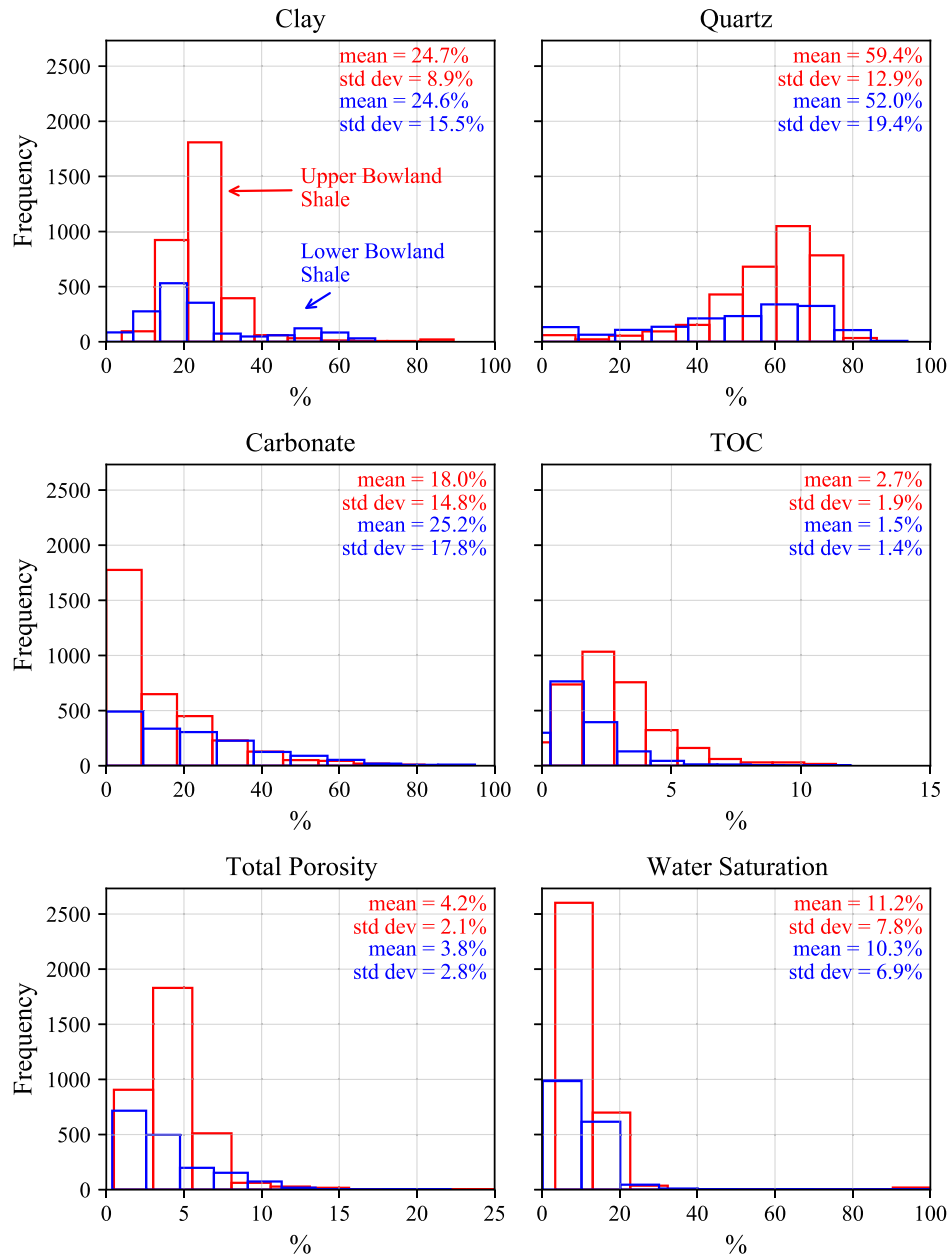 Clay
mean = 24.7%
std dev = 8.9%
mean = 24.6%
std dev = 15.5%
Upper Bowland
Shale
Lower Bowland
Shale
Frequency
2500
2000
1500
1000
500
0
0 20 40 60 80 100
%
Quartz
mean = 59.4%
std dev = 12.9%
mean = 52.0%
std dev = 19.4%
0 20 40 60 80 100
%
Carbonate
mean = 18.0%
std dev = 14.8%
mean = 25.2%
std dev = 17.8%
Frequency
2500
2000
1500
1000
500
0
0 20 40 60 80 100
%
TOC
mean = 2.7%
std dev = 1.9%
mean = 1.5%
std dev = 1.4%
0 5 10 15
%
Total Porosity
mean = 4.2%
std dev = 2.1%
mean = 3.8%
std dev = 2.8%
Frequency
2500
2000
1500
1000
500
0
0 5 10 15 20 25
%
Water Saturation
mean = 11.2%
std dev = 7.8%
mean = 10.3%
std dev = 6.9%
0 20 40 60 80 100
%